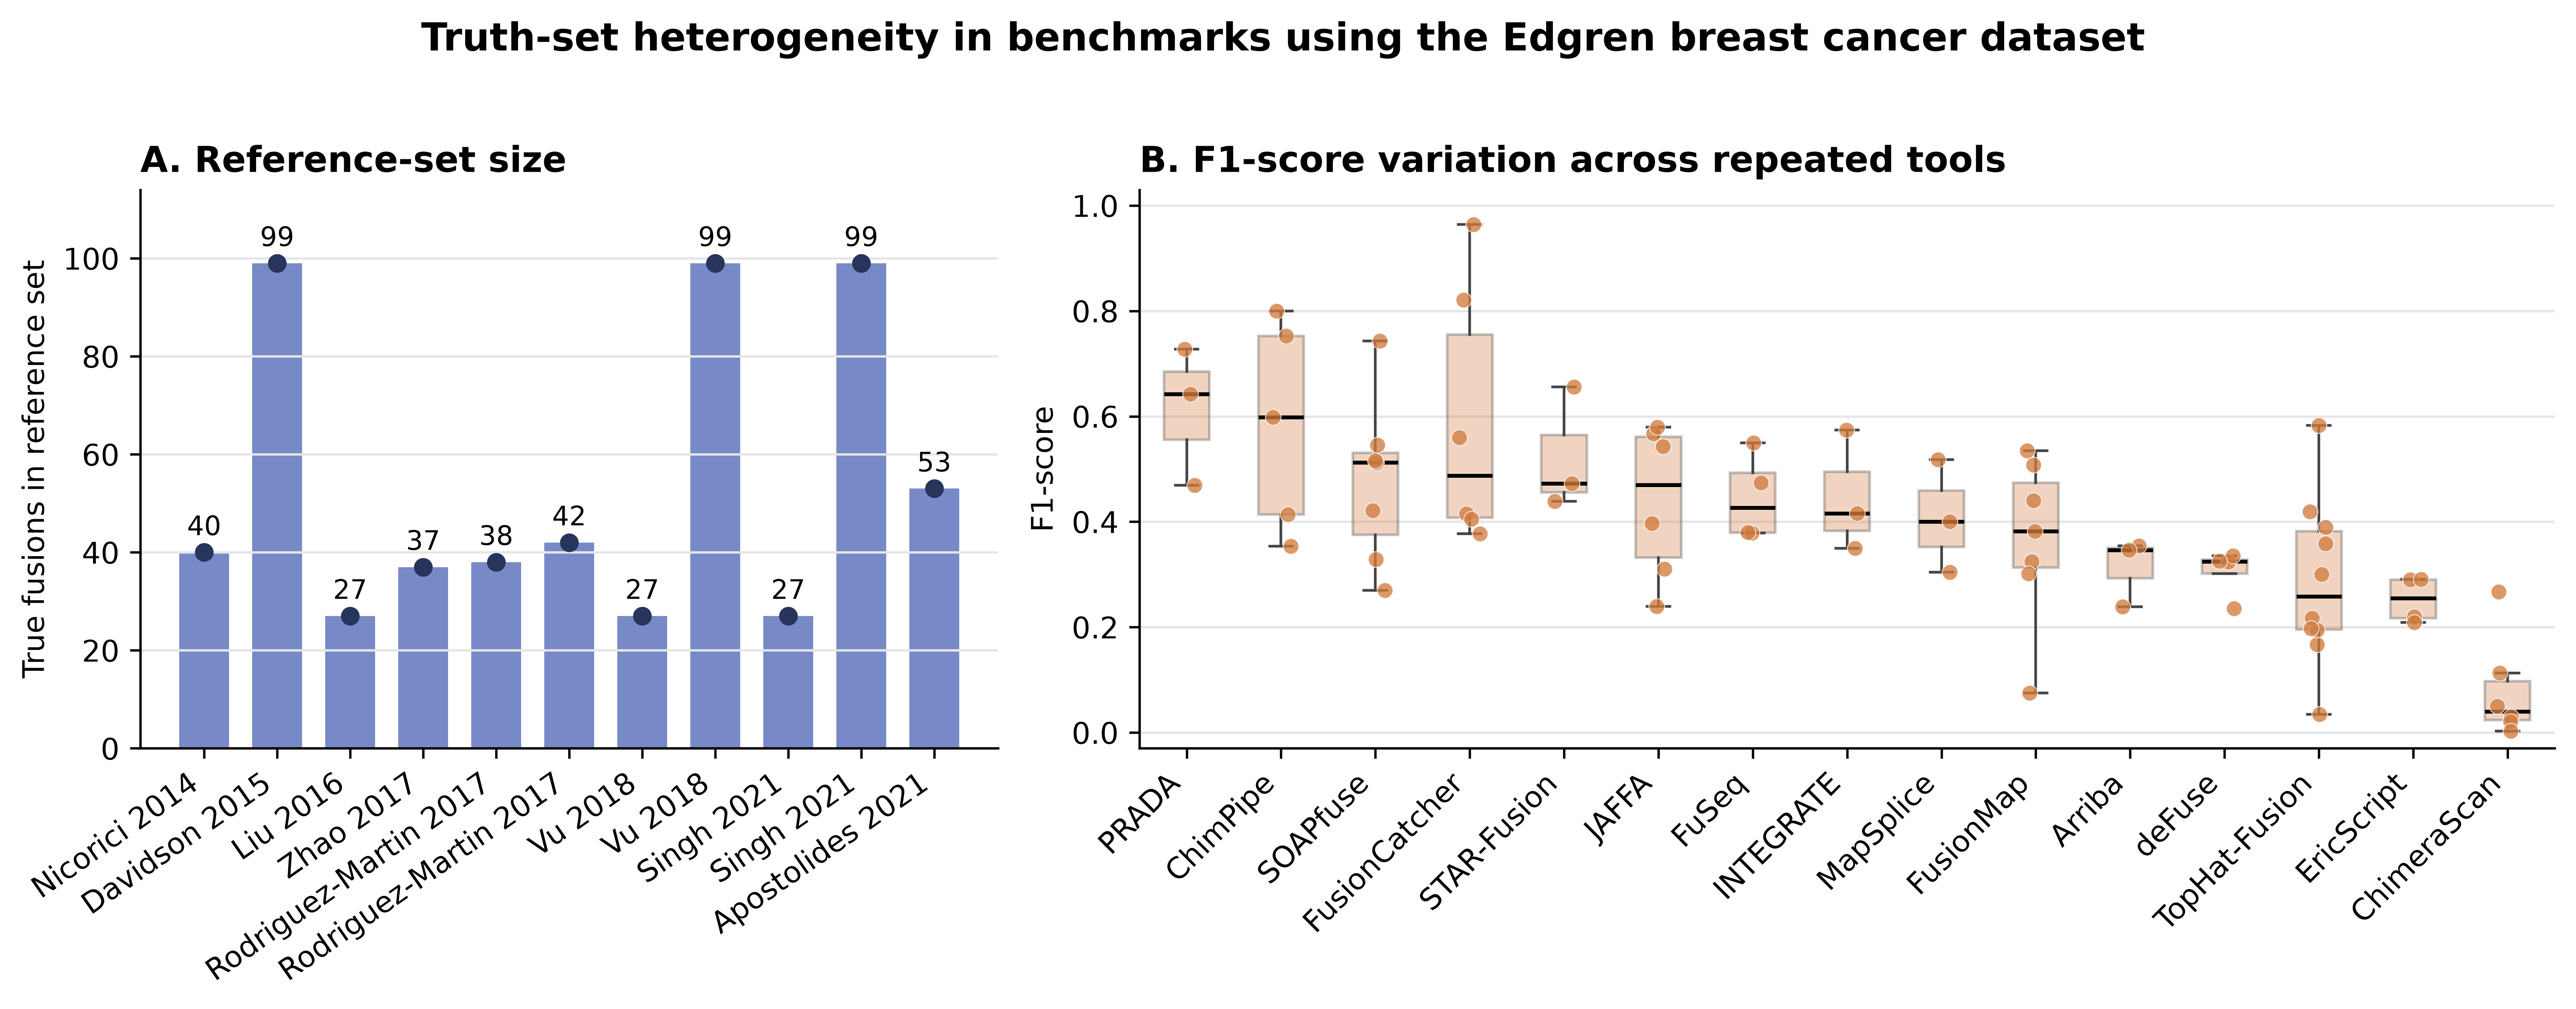 Truth-set heterogeneity in benchmarks using the Edgren breast cancer dataset
A. Reference-set size
True fusions in reference set
100
80
60
40
20
0
40
99
27
37
38
42
27
99
27
99
53
Nicorici 2014
Davidson 2015
Liu 2016
Zhao 2017
Rodriguez-Martin 2017
Rodriguez-Martin 2017
Vu 2018
Vu 2018
Singh 2021
Singh 2021
Apostolides 2021
B. F1-score variation across repeated tools
F1-score
1.0
0.8
0.6
0.4
0.2
0.0
PRADA
ChimPipe
SOAPfuse
FusionCatcher
STAR-Fusion
JAFFA
FuSeq
INTEGRATE
MapSplice
FusionMap
Arriba
deFuse
TopHat-Fusion
EricScript
ChimeraScan